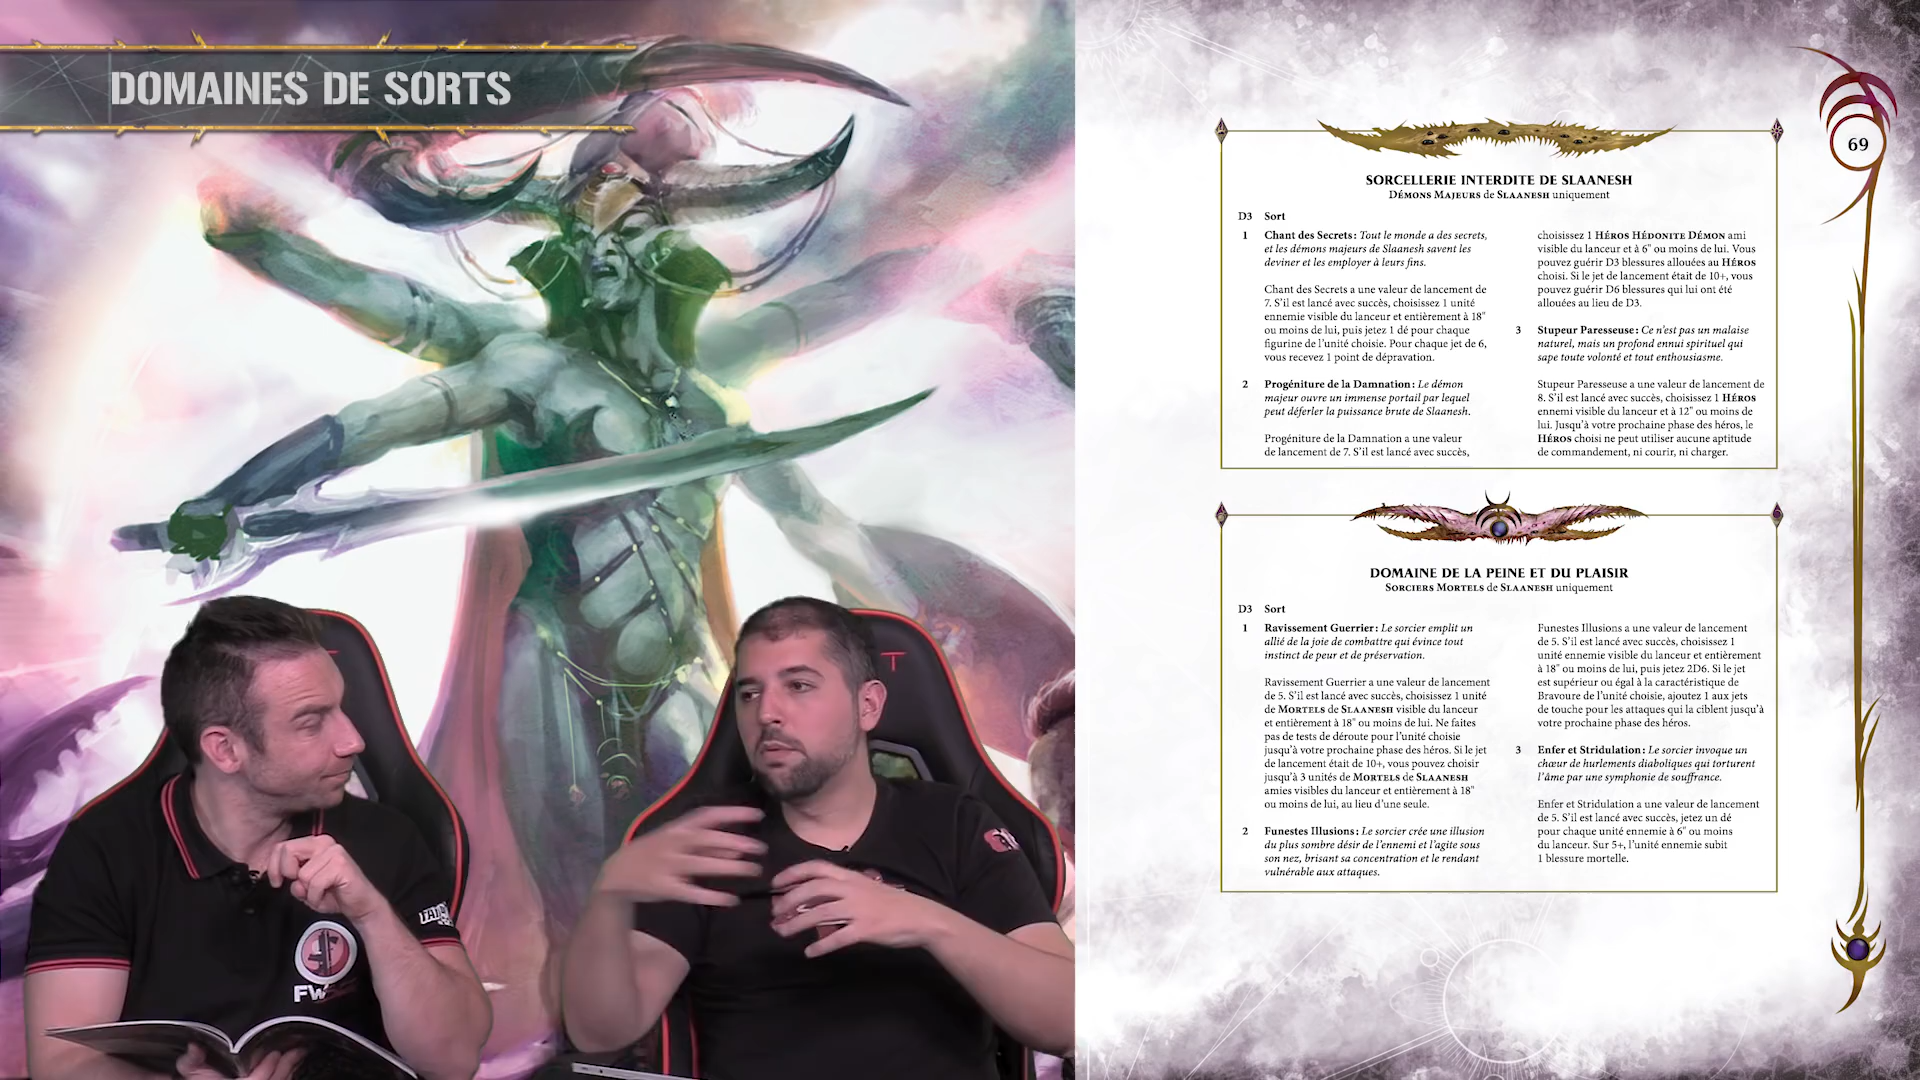 DOMAINES DE SORTS
69
SORCELLERIE INTERDITE DE SLAANESH
DÉMONS MAJEURS de SLAANESH uniquement
D3 Sort
1 Chant des Secrets : Tout le monde a des secrets,
et les démons majeurs de Slaanesh savent les
deviner et les employer à leurs fins.
Chant des Secrets a une valeur de lancement de
7. S'il est lancé avec succès, choisissez 1 unité
ennemie visible du lanceur et entièrement à 18"
ou moins de lui, puis jetez 1 dé pour chaque
figurine de l'unité choisie. Pour chaque jet de 6,
vous recevez 1 point de dépravation.
2 Progéniture de la Damnation : Le démon
majeur ouvre un immense portail par lequel
peut déferler la puissance brute de Slaanesh.
Progéniture de la Damnation a une valeur
de lancement de 7. S'il est lancé avec succès,
choisissez 1 HÉROS HÉDONITE DÉMON ami
visible du lanceur et à 6" ou moins de lui. Vous
pouvez guérir D3 blessures allouées au HÉROS
choisi. Si le jet de lancement était de 10+, vous
pouvez guérir D6 blessures qui lui ont été
allouées au lieu de D3.
3 Stupeur Paresseuse : Ce n'est pas un malaise
naturel, mais un profond ennui spirituel qui
sape toute volonté et tout enthousiasme.
Stupeur Paresseuse a une valeur de lancement de
8. S'il est lancé avec succès, choisissez 1 HÉROS
ennemi visible du lanceur et à 12" ou moins de
lui. Jusqu'à votre prochaine phase des héros, le
HÉROS choisi ne peut utiliser aucune aptitude
de commandement, ni courir, ni charger.
DOMAINE DE LA PEINE ET DU PLAISIR
SORCIERS MORTELS de SLAANESH uniquement
D3 Sort
1 Ravissement Guerrier : Le sorcier emplit un
allié de la joie de combattre qui évince tout
instinct de peur et de préservation.
Ravissement Guerrier a une valeur de lancement
de 5. S'il est lancé avec succès, choisissez 1 unité
de MORTELS de SLAANESH visible du lanceur
et entièrement à 18" ou moins de lui. Ne faites
pas de tests de déroute pour l'unité choisie
jusqu'à votre prochaine phase des héros. Si le jet
de lancement était de 10+, vous pouvez choisir
jusqu'à 3 unités de MORTELS de SLAANESH
amies visibles du lanceur et entièrement à 18"
ou moins de lui, au lieu d'une seule.
2 Funestes Illusions : Le sorcier crée une illusion
du plus sombre désir de l'ennemi et l'agite sous
son nez, brisant sa concentration et le rendant
vulnérable aux attaques.
Funestes Illusions a une valeur de lancement
de 5. S'il est lancé avec succès, choisissez 1
unité ennemie visible du lanceur et entièrement
à 18" ou moins de lui, puis jetez 2D6. Si le jet
est supérieur ou égal à la caractéristique de
Bravoure de l'unité choisie, ajoutez 1 aux jets
de touche pour les attaques qui la ciblent jusqu'à
votre prochaine phase des héros.
3 Enfer et Stridulation : Le sorcier invoque un
chœur de hurlements diaboliques qui torturent
l'âme par une symphonie de souffrance.
Enfer et Stridulation a une valeur de lancement
de 5. S'il est lancé avec succès, jetez un dé
pour chaque unité ennemie à 6" ou moins
du lanceur. Sur 5+, l'unité ennemie subit
1 blessure mortelle.
FW